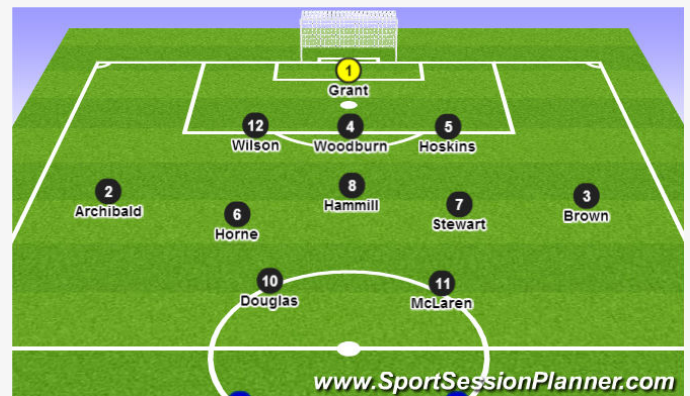 1
Grant
12
4
5
Wilson
Woodburn
Hoskins
2
8
3
Archibald
Hammill
Brown
6
7
Horne
Stewart
10
11
Douglas
McLaren
www.SportSessionPlanner.com